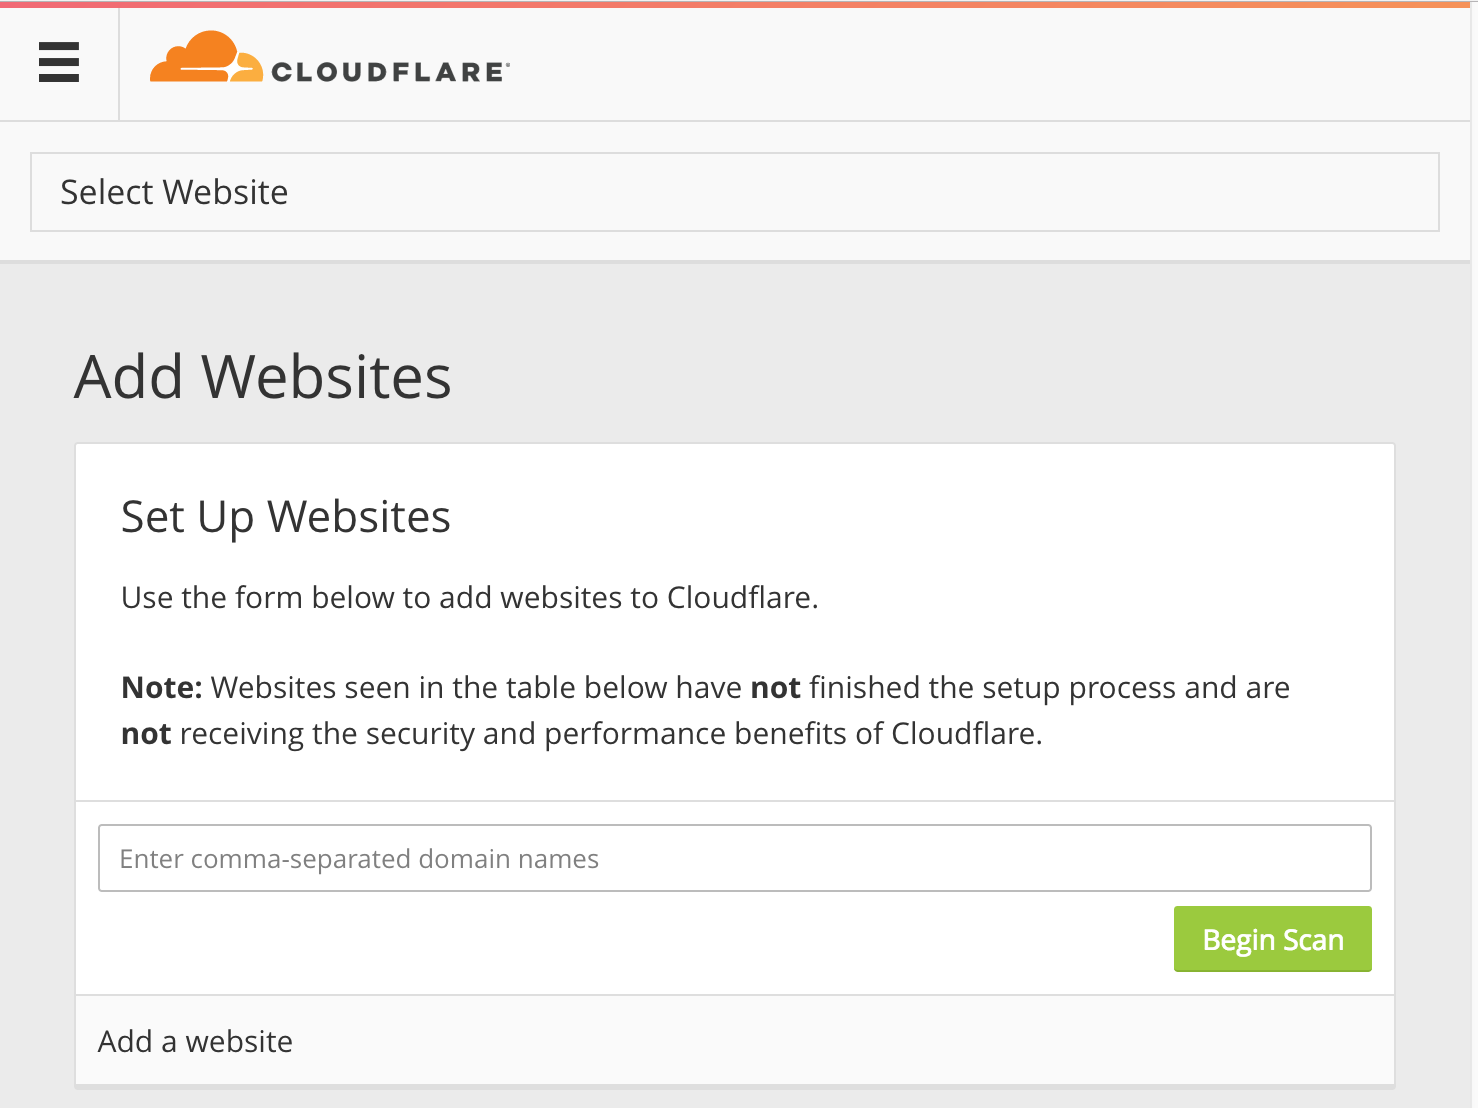 CLOUDFLARE
Select Website
Add Websites
Set Up Websites
Use the form below to add websites to Cloudflare.
Note: Websites seen in the table below have not finished the setup process and are
not receiving the security and performance benefits of Cloudflare.
Enter comma-separated domain names
Begin Scan
Add a website